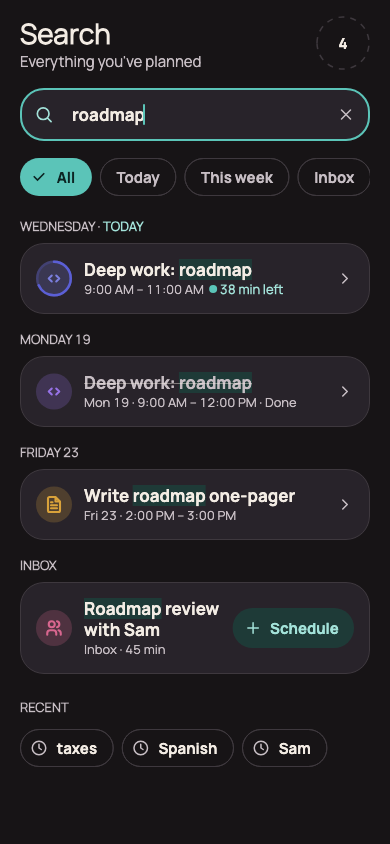 Search
Everything you've planned
4
roadmap
All
Today
This week
Inbox
WEDNESDAY · TODAY
Deep work: roadmap
9:00 AM – 11:00 AM 38 min left
MONDAY 19
Deep work: roadmap
Mon 19 · 9:00 AM – 12:00 PM · Done
FRIDAY 23
Write roadmap one-pager
Fri 23 · 2:00 PM – 3:00 PM
INBOX
Roadmap review
with Sam
Inbox · 45 min
Schedule
RECENT
taxes
Spanish
Sam